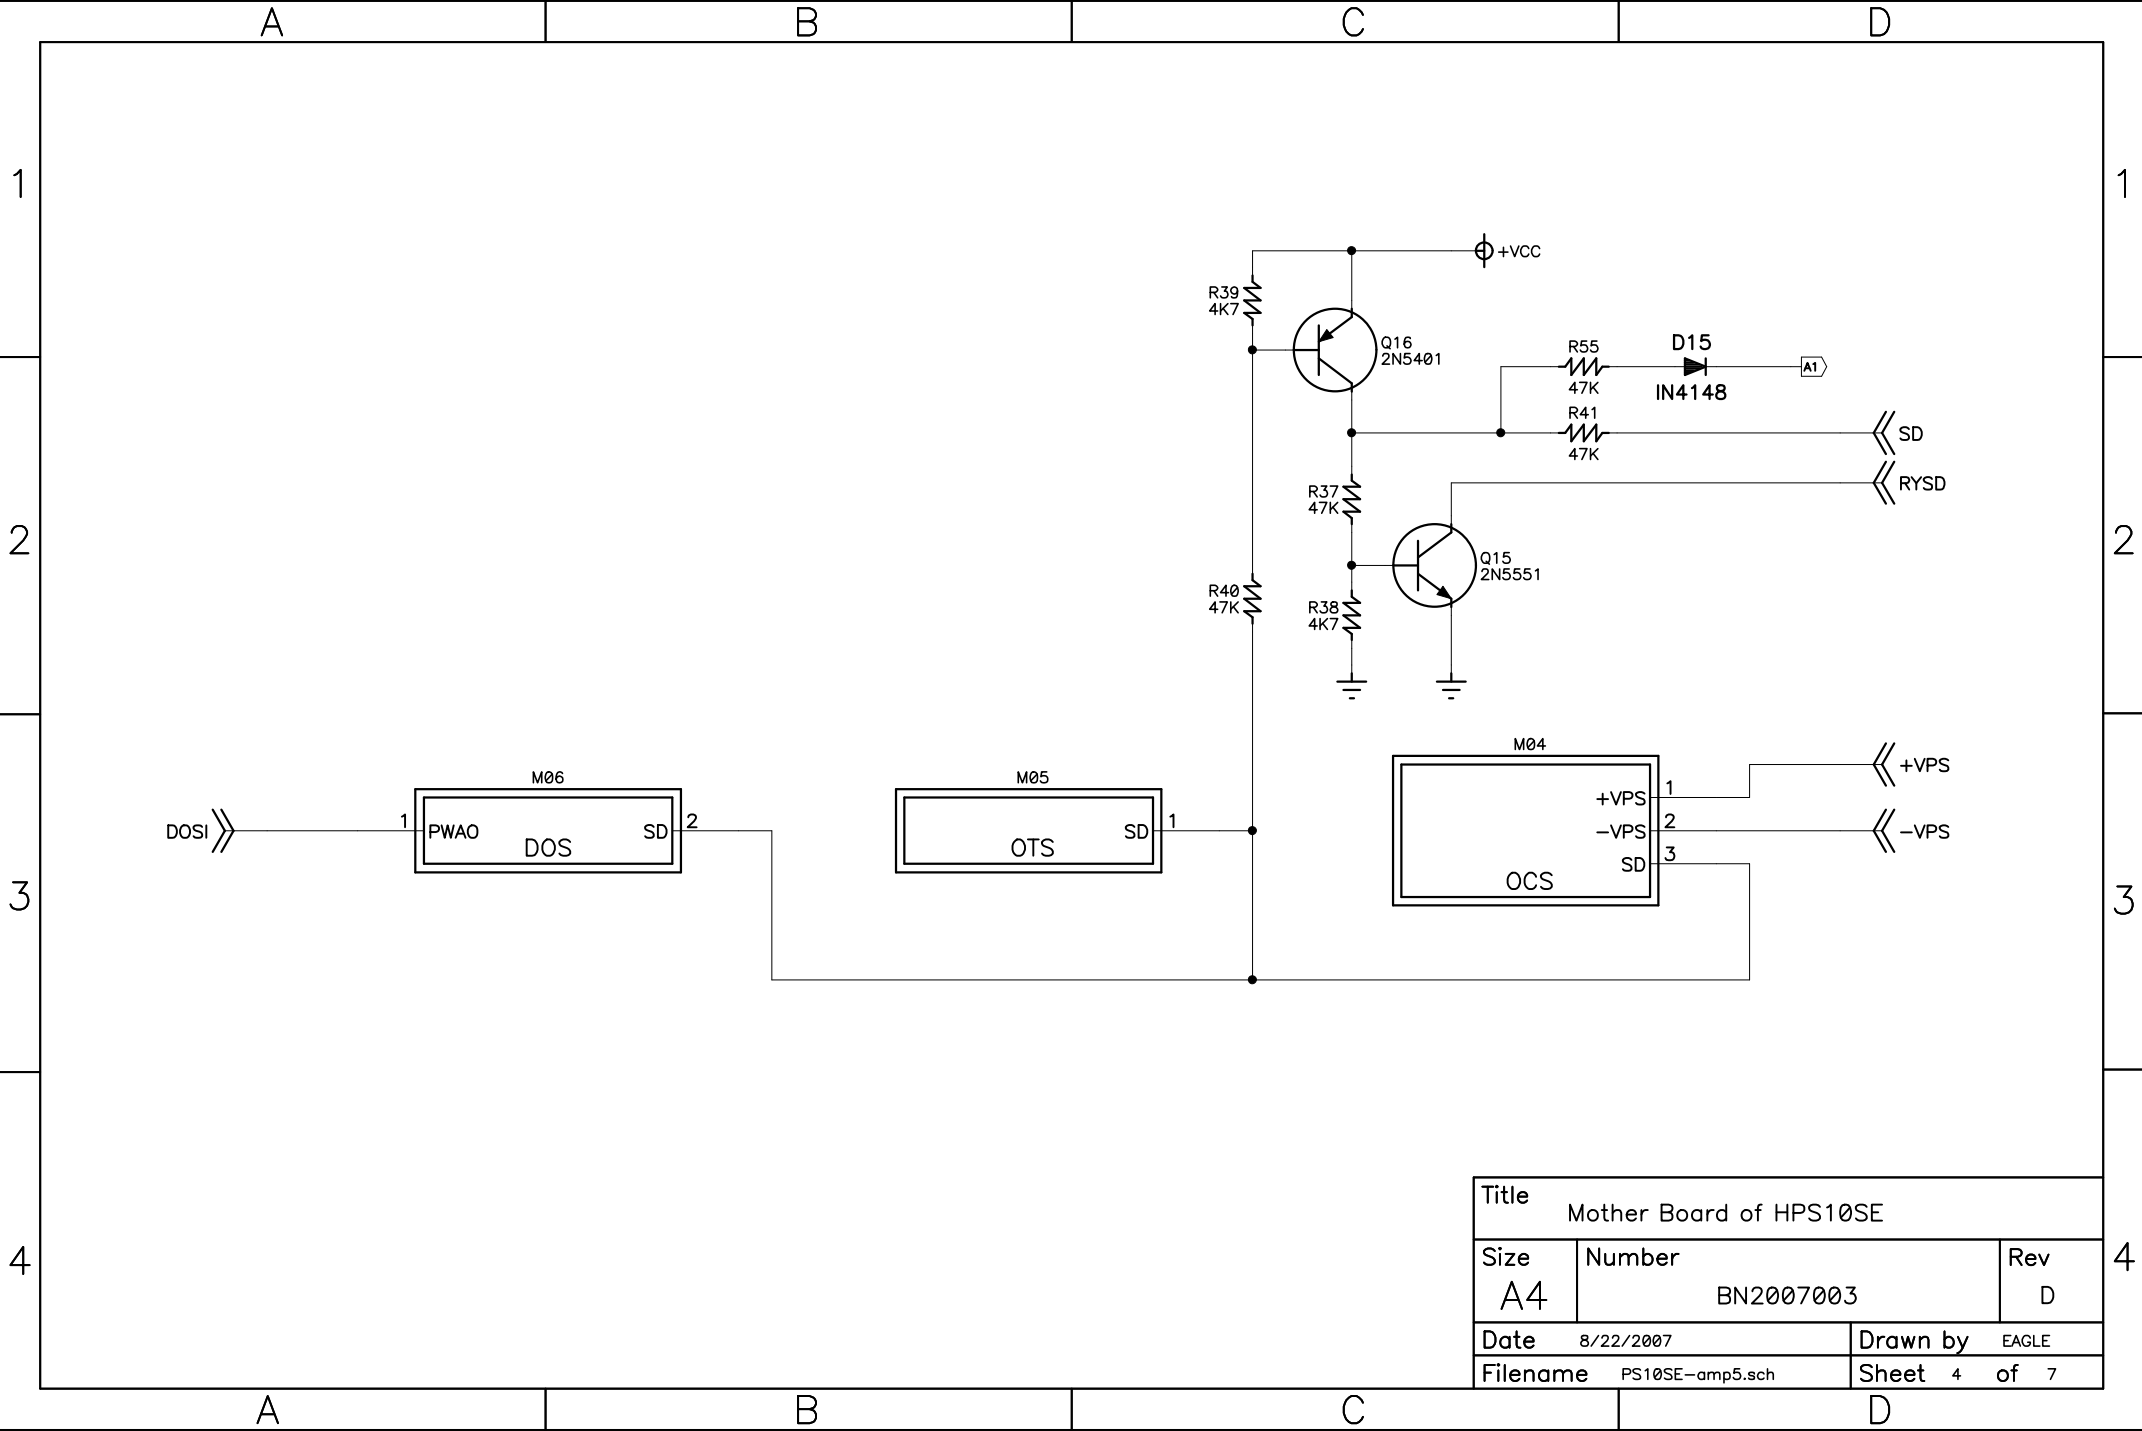 A B C D
1 1
+VCC
R39
4K7
Q16
2N5401
R55
47K
D15
IN4148
A1
R41
47K
SD
RYSD
R37
47K
2 2
Q15
2N5551
R40
47K
R38
4K7
M04
+VPS 1
-VPS 2
SD 3
OCS
+VPS
-VPS
M06
DOSI
1 PWAO SD 2
DOS
M05
SD 1
OTS
3 3
4 4
Title
Mother Board of HPS10SE
Size
A4
Number
BN2007003
Rev
D
Date 8/22/2007
Drawn by EAGLE
Filename PS10SE-amp5.sch
Sheet 4 of 7
A B C D